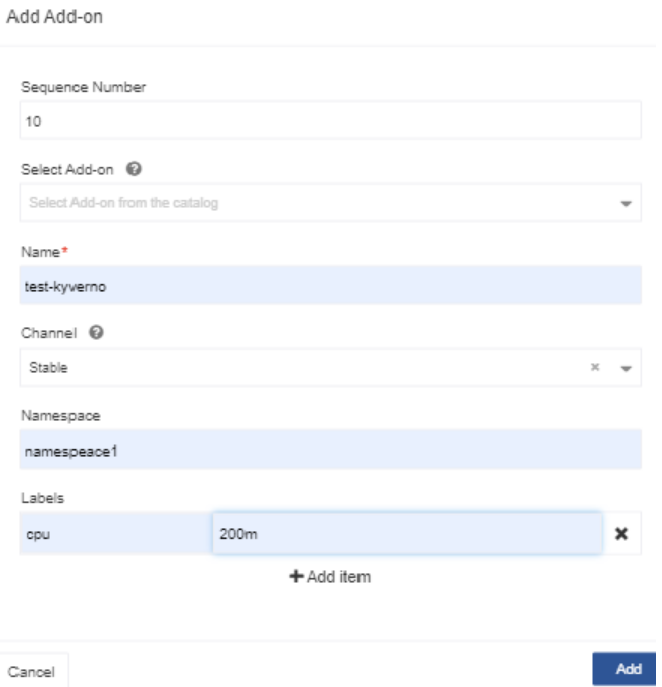 Add Add-on
Sequence Number
10
Select Add-on
Select Add-on from the catalog
Name*
test-kyverno
Channel
Stable
Namespace
namespeace1
Labels
cpu 200m
Add item
Cancel Add